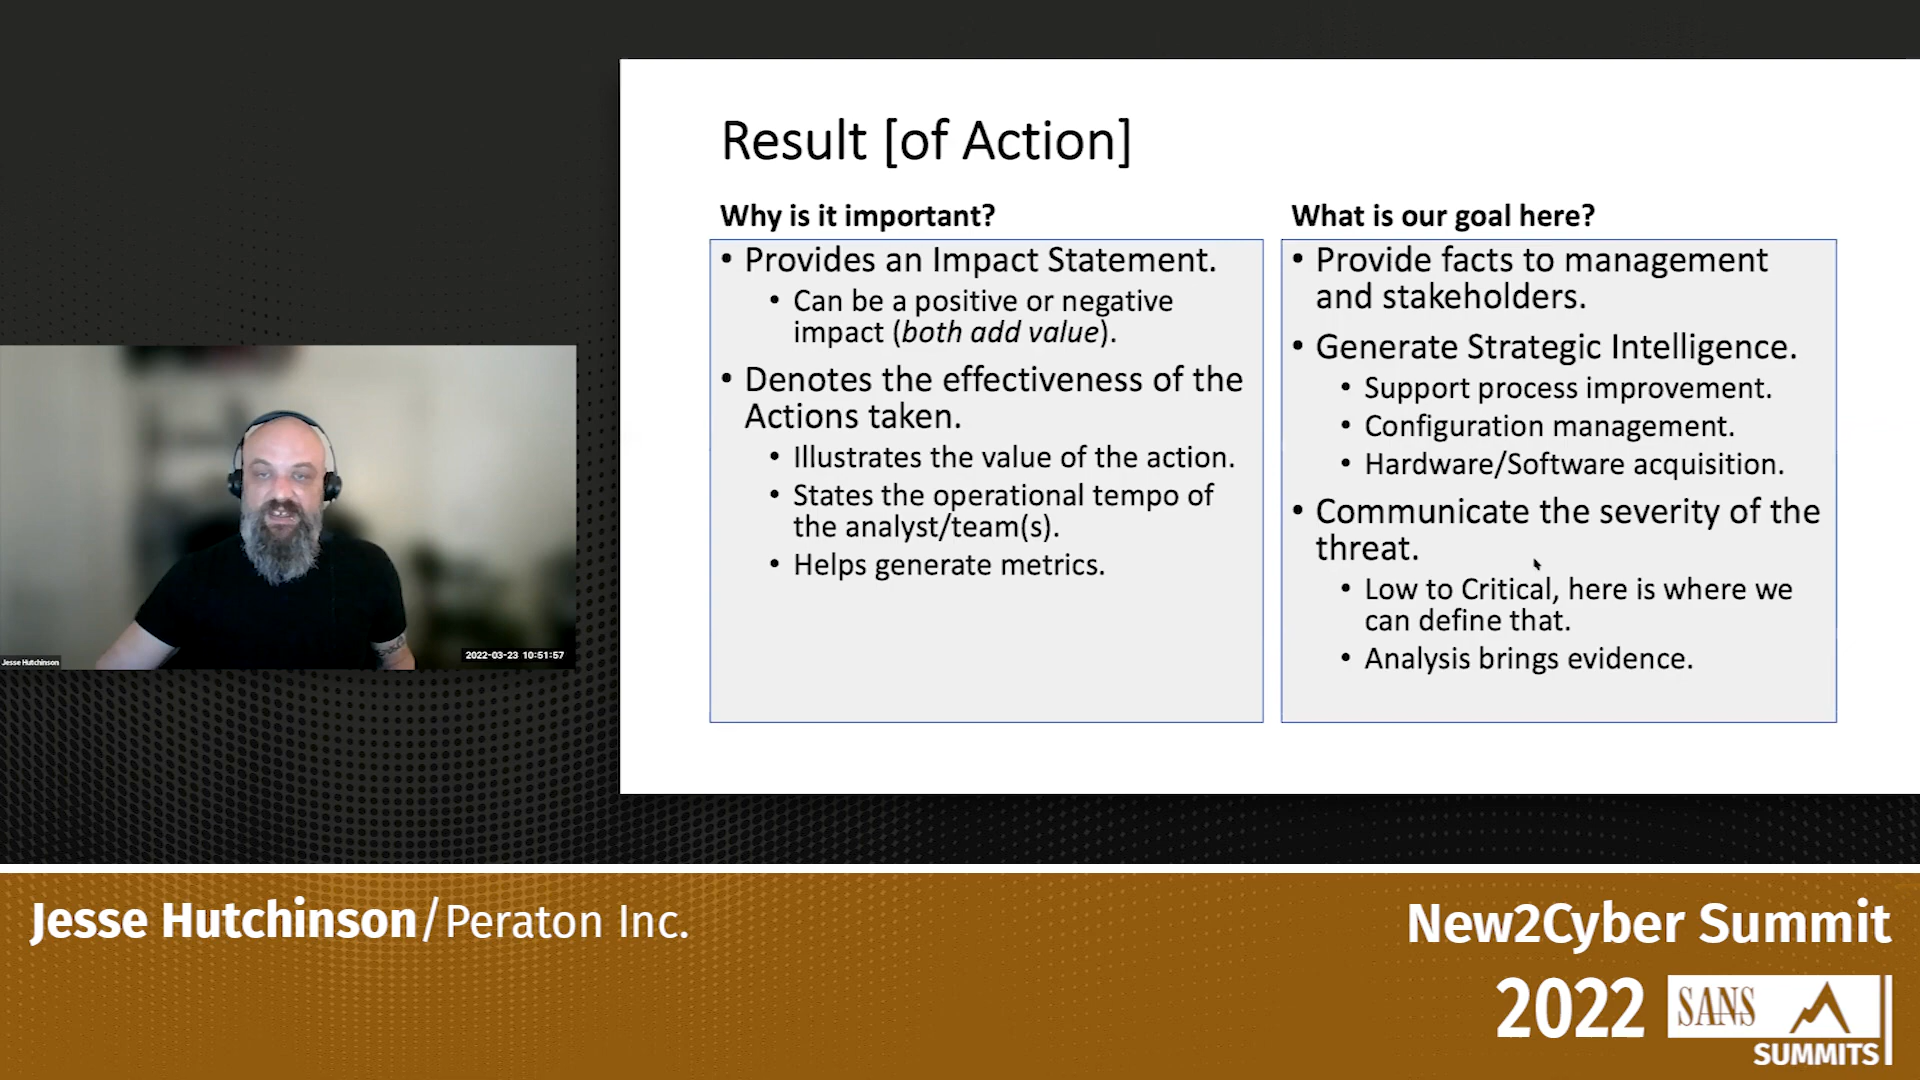 Result [of Action]
Why is it important?
• Provides an Impact Statement.
• Can be a positive or negative
impact (both add value).
• Denotes the effectiveness of the
Actions taken.
• Illustrates the value of the action.
• States the operational tempo of
the analyst/team(s).
• Helps generate metrics.
What is our goal here?
• Provide facts to management
and stakeholders.
• Generate Strategic Intelligence.
• Support process improvement.
• Configuration management.
• Hardware/Software acquisition.
• Communicate the severity of the
threat.
• Low to Critical, here is where we
can define that.
• Analysis brings evidence.
Jesse Hutchinson
2022-03-23 10:51:57
Jesse Hutchinson/Peraton Inc.
New2Cyber Summit
2022
SANS
SUMMITS